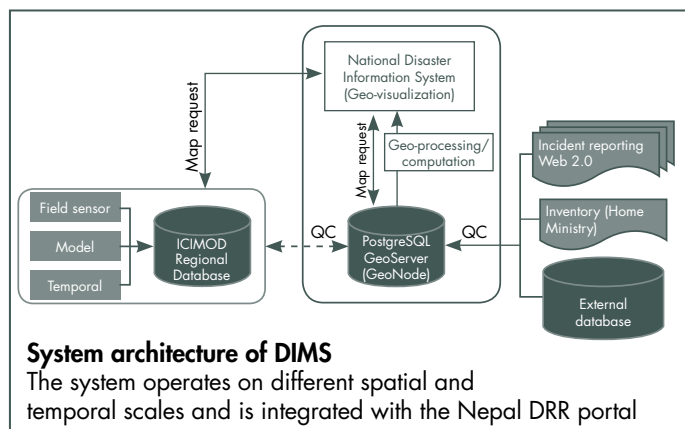 National Disaster
Information System
(Geo-visualization)
Map request
Map request
Geo-processing/
computation
Incident reporting
Web 2.0
Field sensor
Model
Temporal
ICIMOD
Regional
Database
QC
PostgreSQL
GeoServer
(GeoNode)
QC
Inventory (Home
Ministry)
External
database
System architecture of DIMS
The system operates on different spatial and
temporal scales and is integrated with the Nepal DRR portal